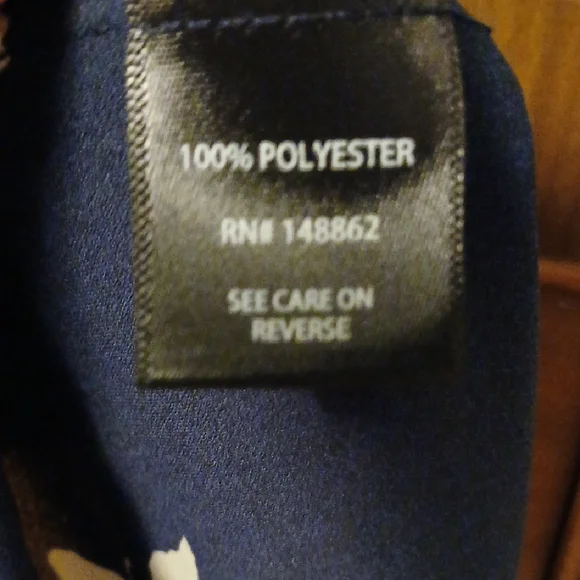 100% POLYESTER
RN# 148862
SEE CARE ON
REVERSE